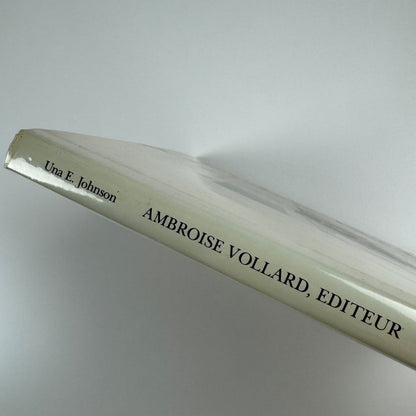 Una E. Johnson
AMBROISE VOLLARD, EDITEUR